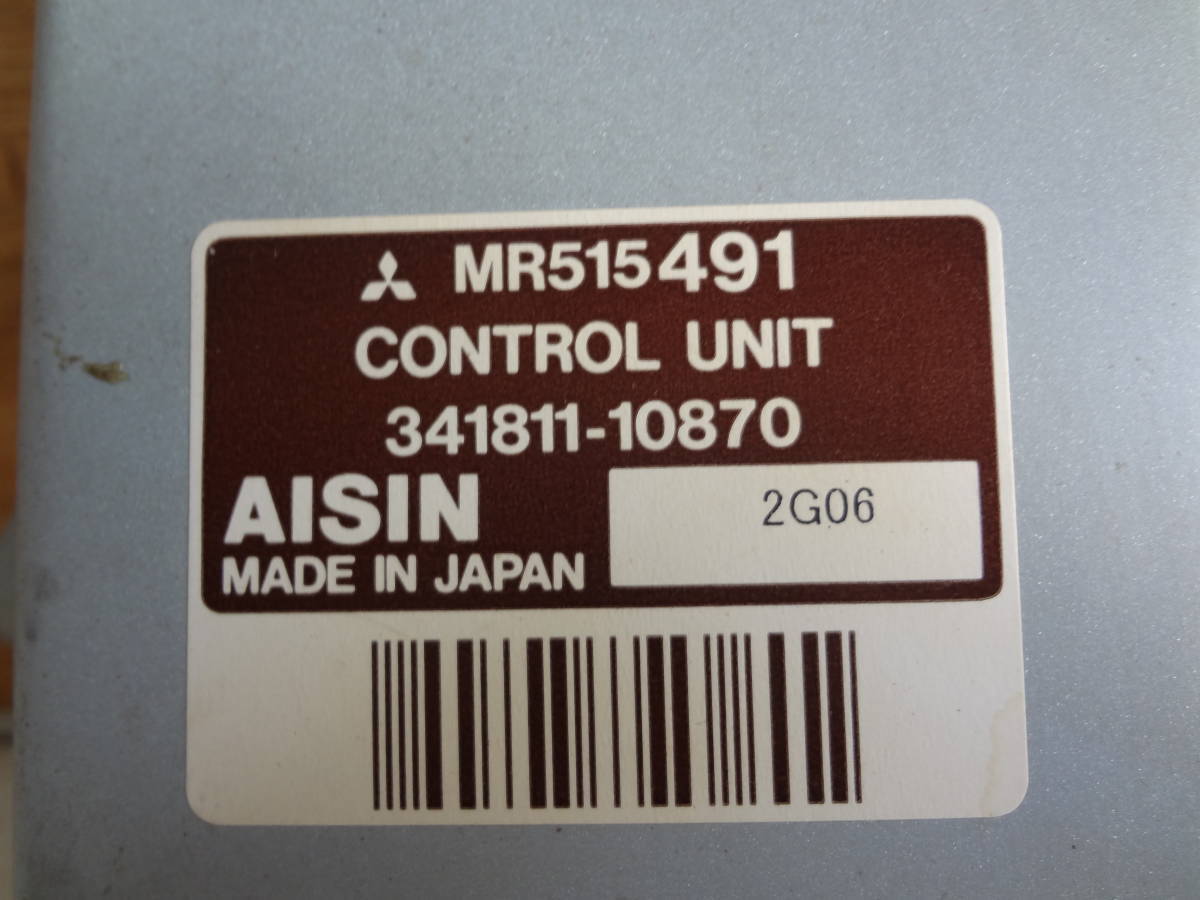 MR515491
CONTROL UNIT
341811-10870
AISIN
2G06
MADE IN JAPAN